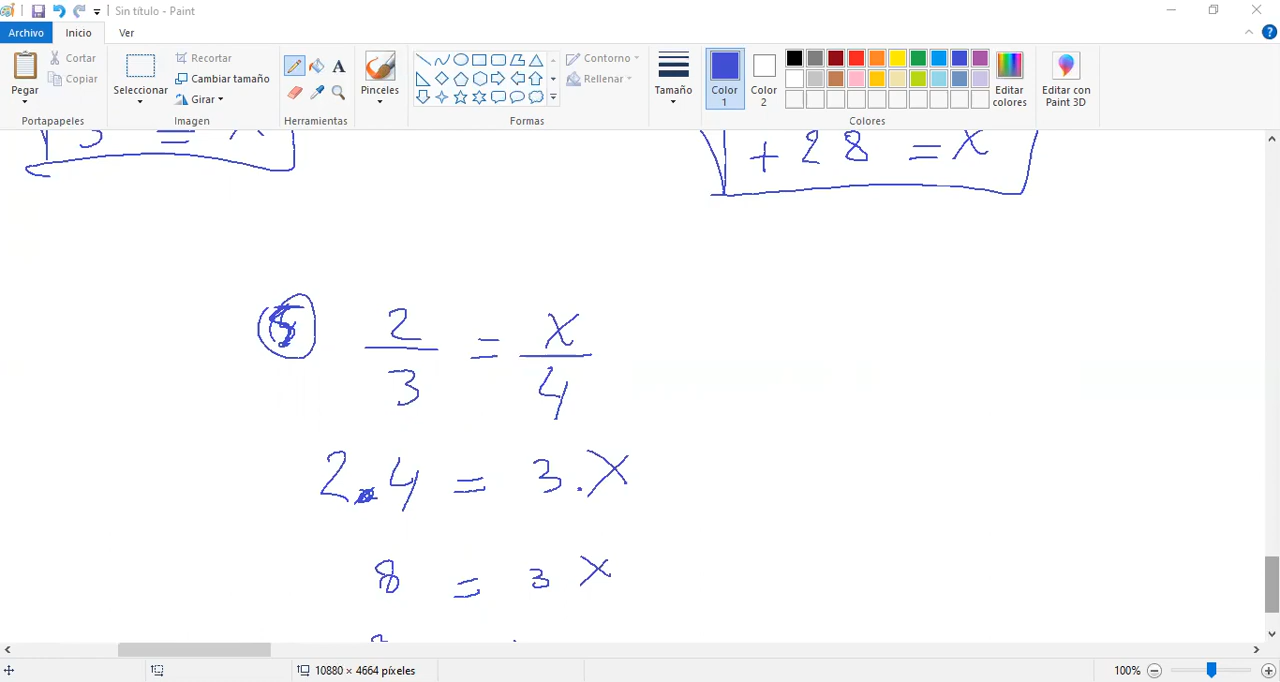 Sin título - Paint
Archivo Inicio Ver
Pegar
Cortar
Copiar
Portapapeles
Seleccionar
Recortar
Cambiar tamaño
Girar
Imagen
A
Herramientas
Pinceles
Contorno
Rellenar
Formas
Tamaño
Color 1
Color 2
Editar colores
Colores
Editar con Paint 3D
= x
+ 28 = x
5
2/3 = x/4
2.4 = 3.x
8 = 3 x
10880 × 4664 píxeles
100%